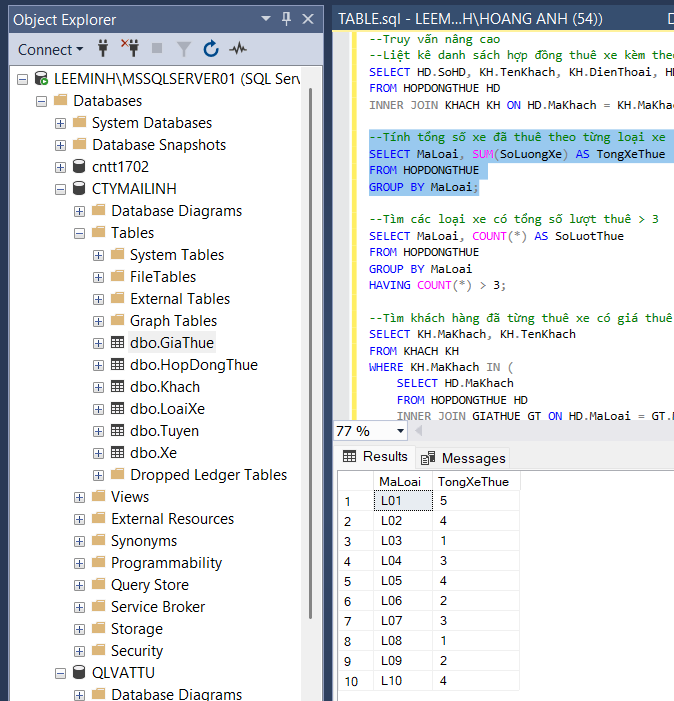 Object Explorer
Connect
LEEMINH\MSSQLSERVER01 (SQL Serv
Databases
System Databases
Database Snapshots
cntt1702
CTYMAILINH
Database Diagrams
Tables
System Tables
FileTables
External Tables
Graph Tables
dbo.GiaThue
dbo.HopDongThue
dbo.Khach
dbo.LoaiXe
dbo.Tuyen
dbo.Xe
Dropped Ledger Tables
Views
External Resources
Synonyms
Programmability
Query Store
Service Broker
Storage
Security
QLVATTU
Database Diagrams
TABLE.sql - LEEM...H\HOANG ANH (54))
--Truy vấn nâng cao
--Liệt kê danh sách hợp đồng thuê xe kèm theo
SELECT HD.SoHD, KH.TenKhach, KH.DienThoai, HD
FROM HOPDONGTHUE HD
INNER JOIN KHACH KH ON HD.MaKhach = KH.MaKhac
--Tính tổng số xe đã thuê theo từng loại xe
SELECT MaLoai, SUM(SoLuongXe) AS TongXeThue
FROM HOPDONGTHUE
GROUP BY MaLoai;
--Tìm các loại xe có tổng số lượt thuê > 3
SELECT MaLoai, COUNT(*) AS SoLuotThue
FROM HOPDONGTHUE
GROUP BY MaLoai
HAVING COUNT(*) > 3;
--Tìm khách hàng đã từng thuê xe có giá thuê
SELECT KH.MaKhach, KH.TenKhach
FROM KHACH KH
WHERE KH.MaKhach IN (
SELECT HD.MaKhach
FROM HOPDONGTHUE HD
INNER JOIN GIATHUE GT ON HD.MaLoai = GT.M
77 %
Results Messages
MaLoai TongXeThue
1 L01 5
2 L02 4
3 L03 1
4 L04 3
5 L05 4
6 L06 2
7 L07 3
8 L08 1
9 L09 2
10 L10 4